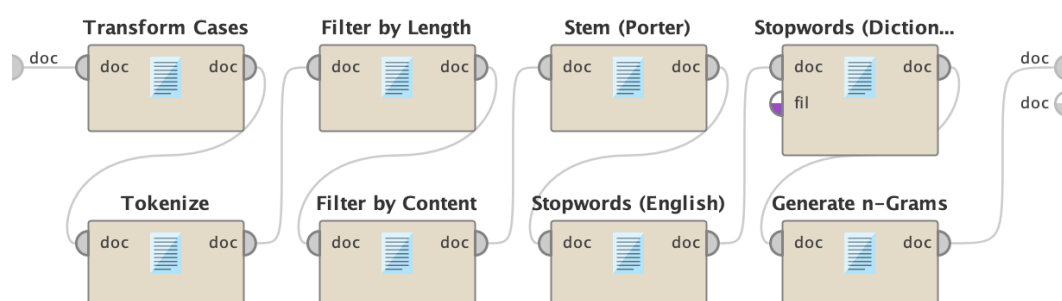 Transform Cases Filter by Length Stem (Porter) Stopwords (Diction...
doc doc doc doc doc doc doc doc doc doc
fil doc
Tokenize Filter by Content Stopwords (English) Generate n-Grams
doc doc doc doc doc doc doc doc